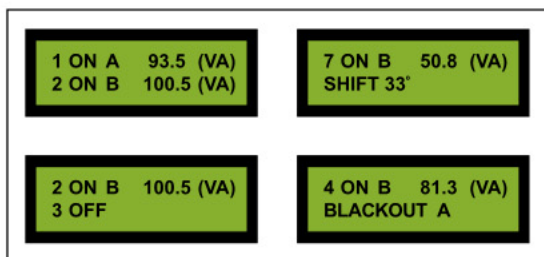 1 ON A 93.5 (VA)
2 ON B 100.5 (VA)
7 ON B 50.8 (VA)
SHIFT 33°
2 ON B 100.5 (VA)
3 OFF
4 ON B 81.3 (VA)
BLACKOUT A